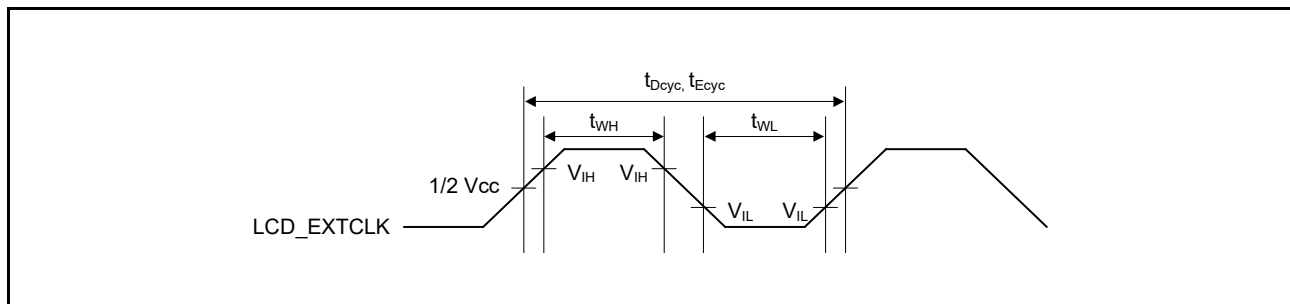 tDcyc, tEcyc
tWH
tWL
1/2 Vcc
VIH
VIH
VIL
VIL
LCD_EXTCLK